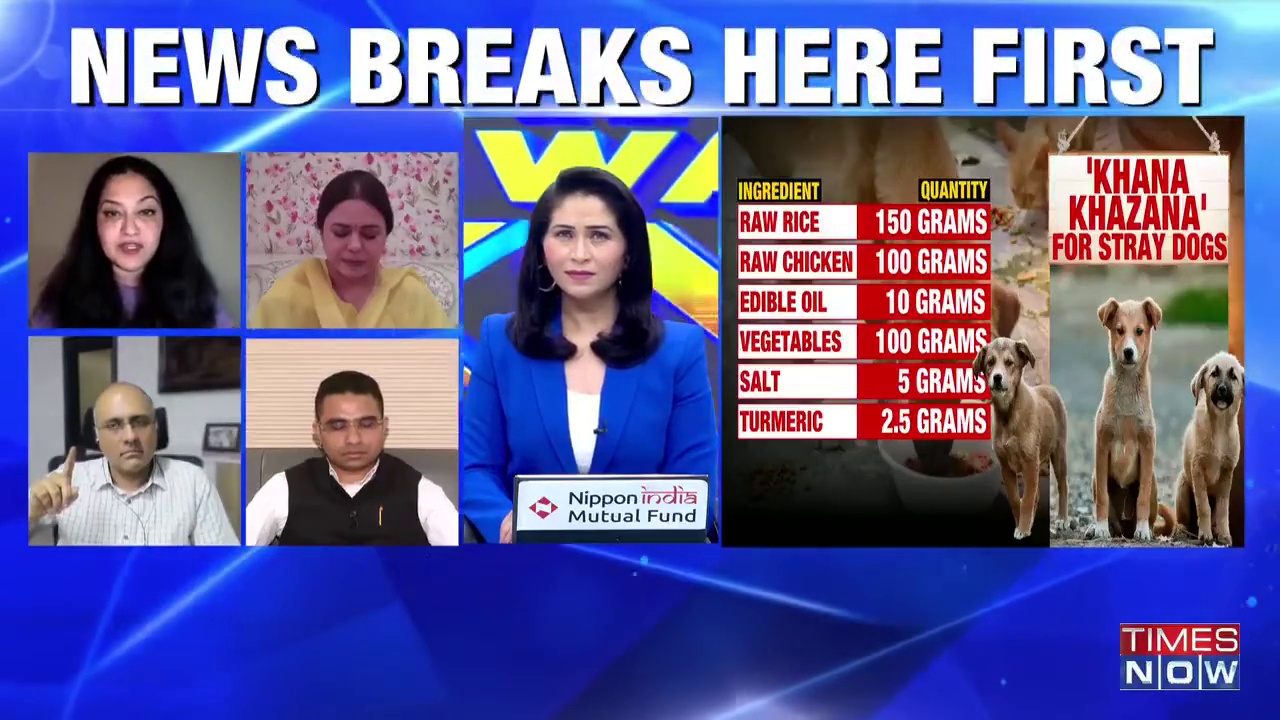 NEWS BREAKS HERE FIRST
WA
INGREDIENT QUANTITY
RAW RICE 150 GRAMS
RAW CHICKEN 100 GRAMS
EDIBLE OIL 10 GRAMS
VEGETABLES 100 GRAMS
SALT 5 GRAMS
TURMERIC 2.5 GRAMS
'KHANA
KHAZANA'
FOR STRAY DOGS
Nippon india
Mutual Fund
TIMES
NOW